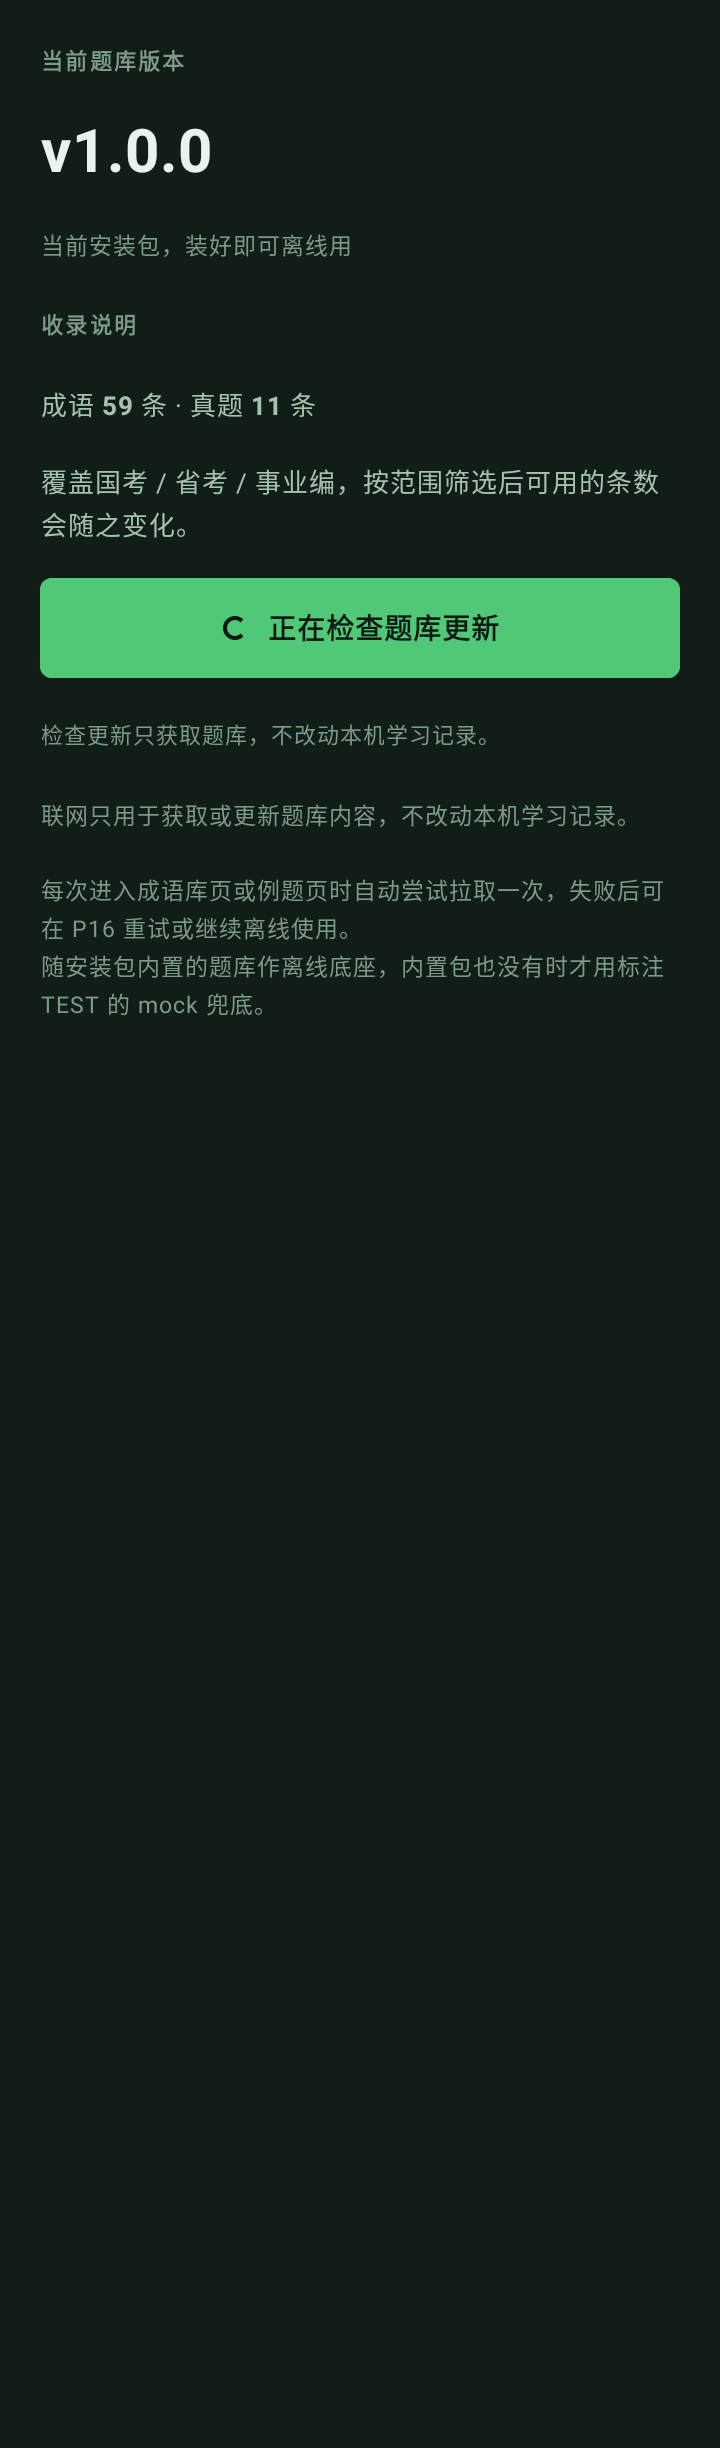 当前题库版本
v1.0.0
当前安装包，装好即可离线用
收录说明
成语 59 条 · 真题 11 条
覆盖国考 / 省考 / 事业编，按范围筛选后可用的条数
会随之变化。
正在检查题库更新
检查更新只获取题库，不改动本机学习记录。
联网只用于获取或更新题库内容，不改动本机学习记录。
每次进入成语库页或例题页时自动尝试拉取一次，失败后可
在 P16 重试或继续离线使用。
随安装包内置的题库作离线底座，内置包也没有时才用标注
TEST 的 mock 兜底。